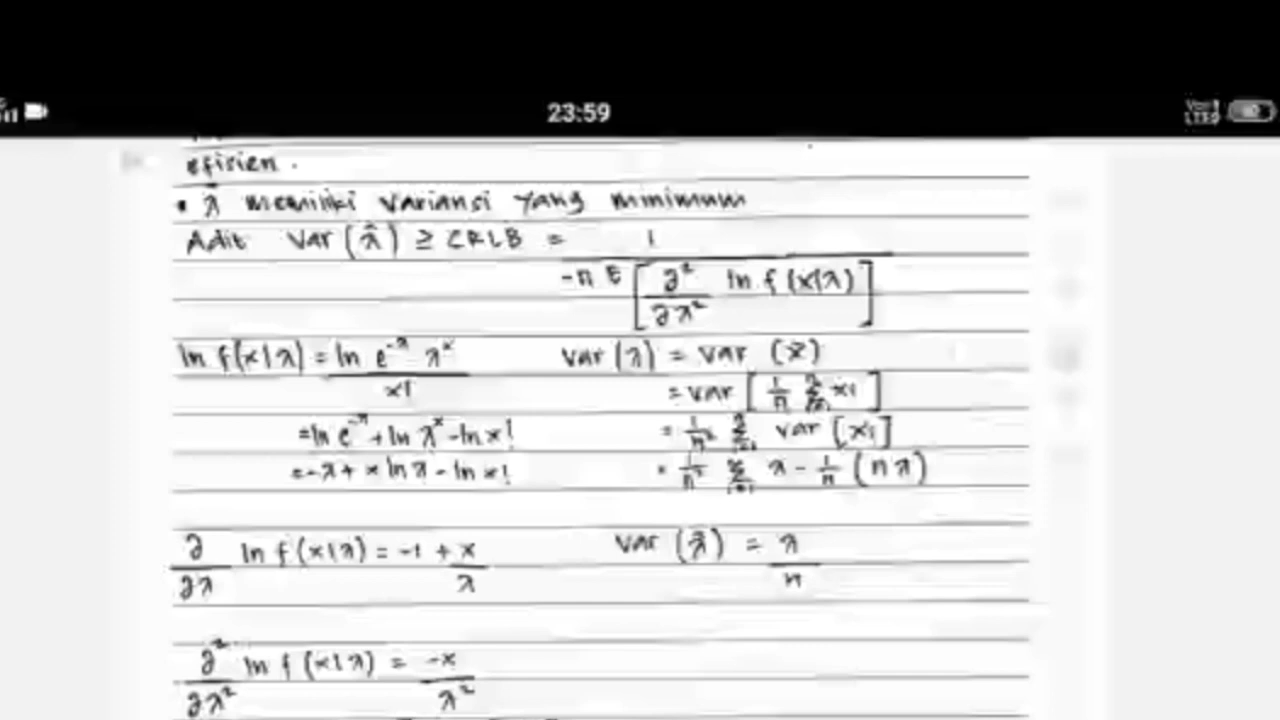 23:59
efisien.
• λ̂ memiliki variansi yang minimum
Adit Var (λ̂) ≥ CRLB = 1
-n E [ ∂² / ∂λ² ln f(x|λ) ]
ln f(x|λ) = ln e^-λ λ^x / x!
= ln e^-λ + ln λ^x - ln x!
= -λ + x ln λ - ln x!
∂/∂λ ln f(x|λ) = -1 + x/λ
∂²/∂λ² ln f(x|λ) = -x/λ²
Var (λ̂) = Var (x̄)
= Var [ 1/n Σ xi ]
= 1/n² Σ Var [xi]
= 1/n² Σ λ - 1/n (nλ)
Var (λ̂) = λ/n